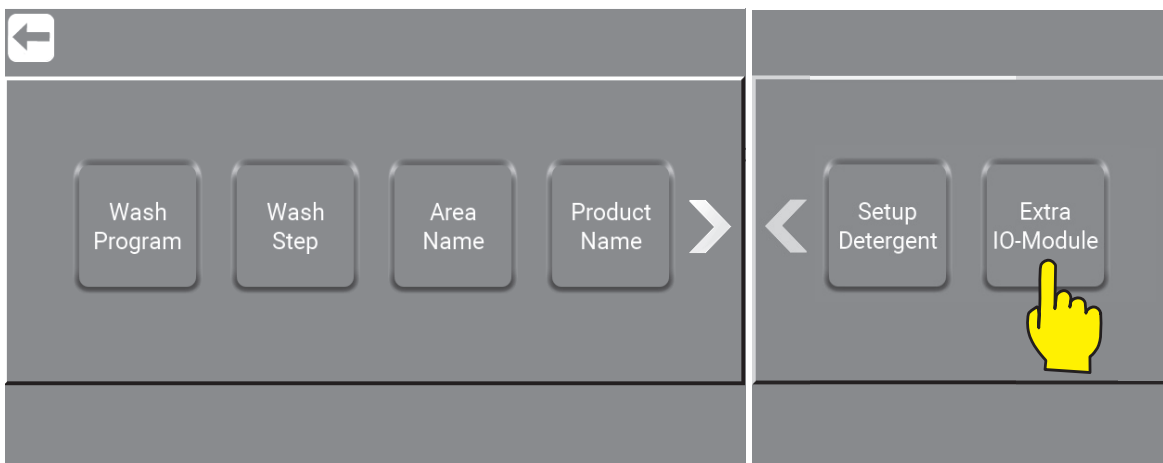 Wash
Program
Wash
Step
Area
Name
Product
Name
Setup
Detergent
Extra
IO-Module